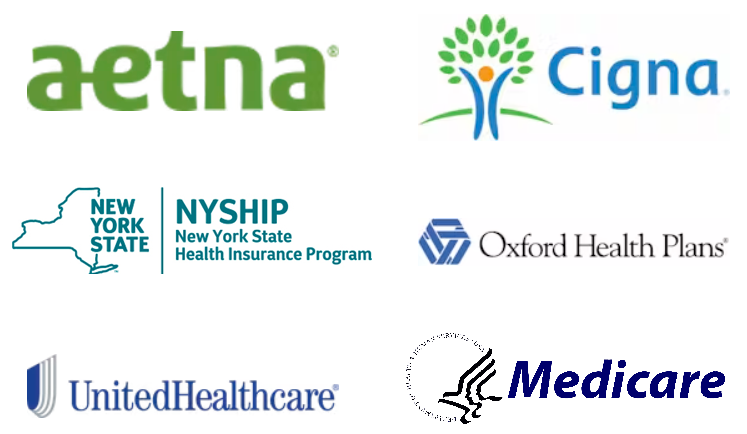 aetna®
Cigna®
NEW
YORK
STATE
NYSHIP
New York State
Health Insurance Program
Oxford Health Plans®
UnitedHealthcare®
Medicare